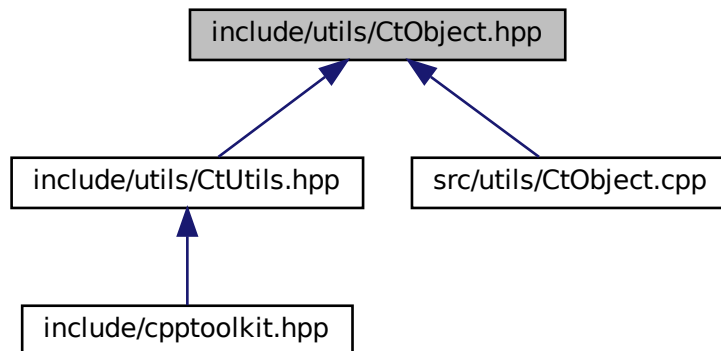 include/utils/CtObject.hpp
include/utils/CtUtils.hpp
src/utils/CtObject.cpp
include/cpptoolkit.hpp